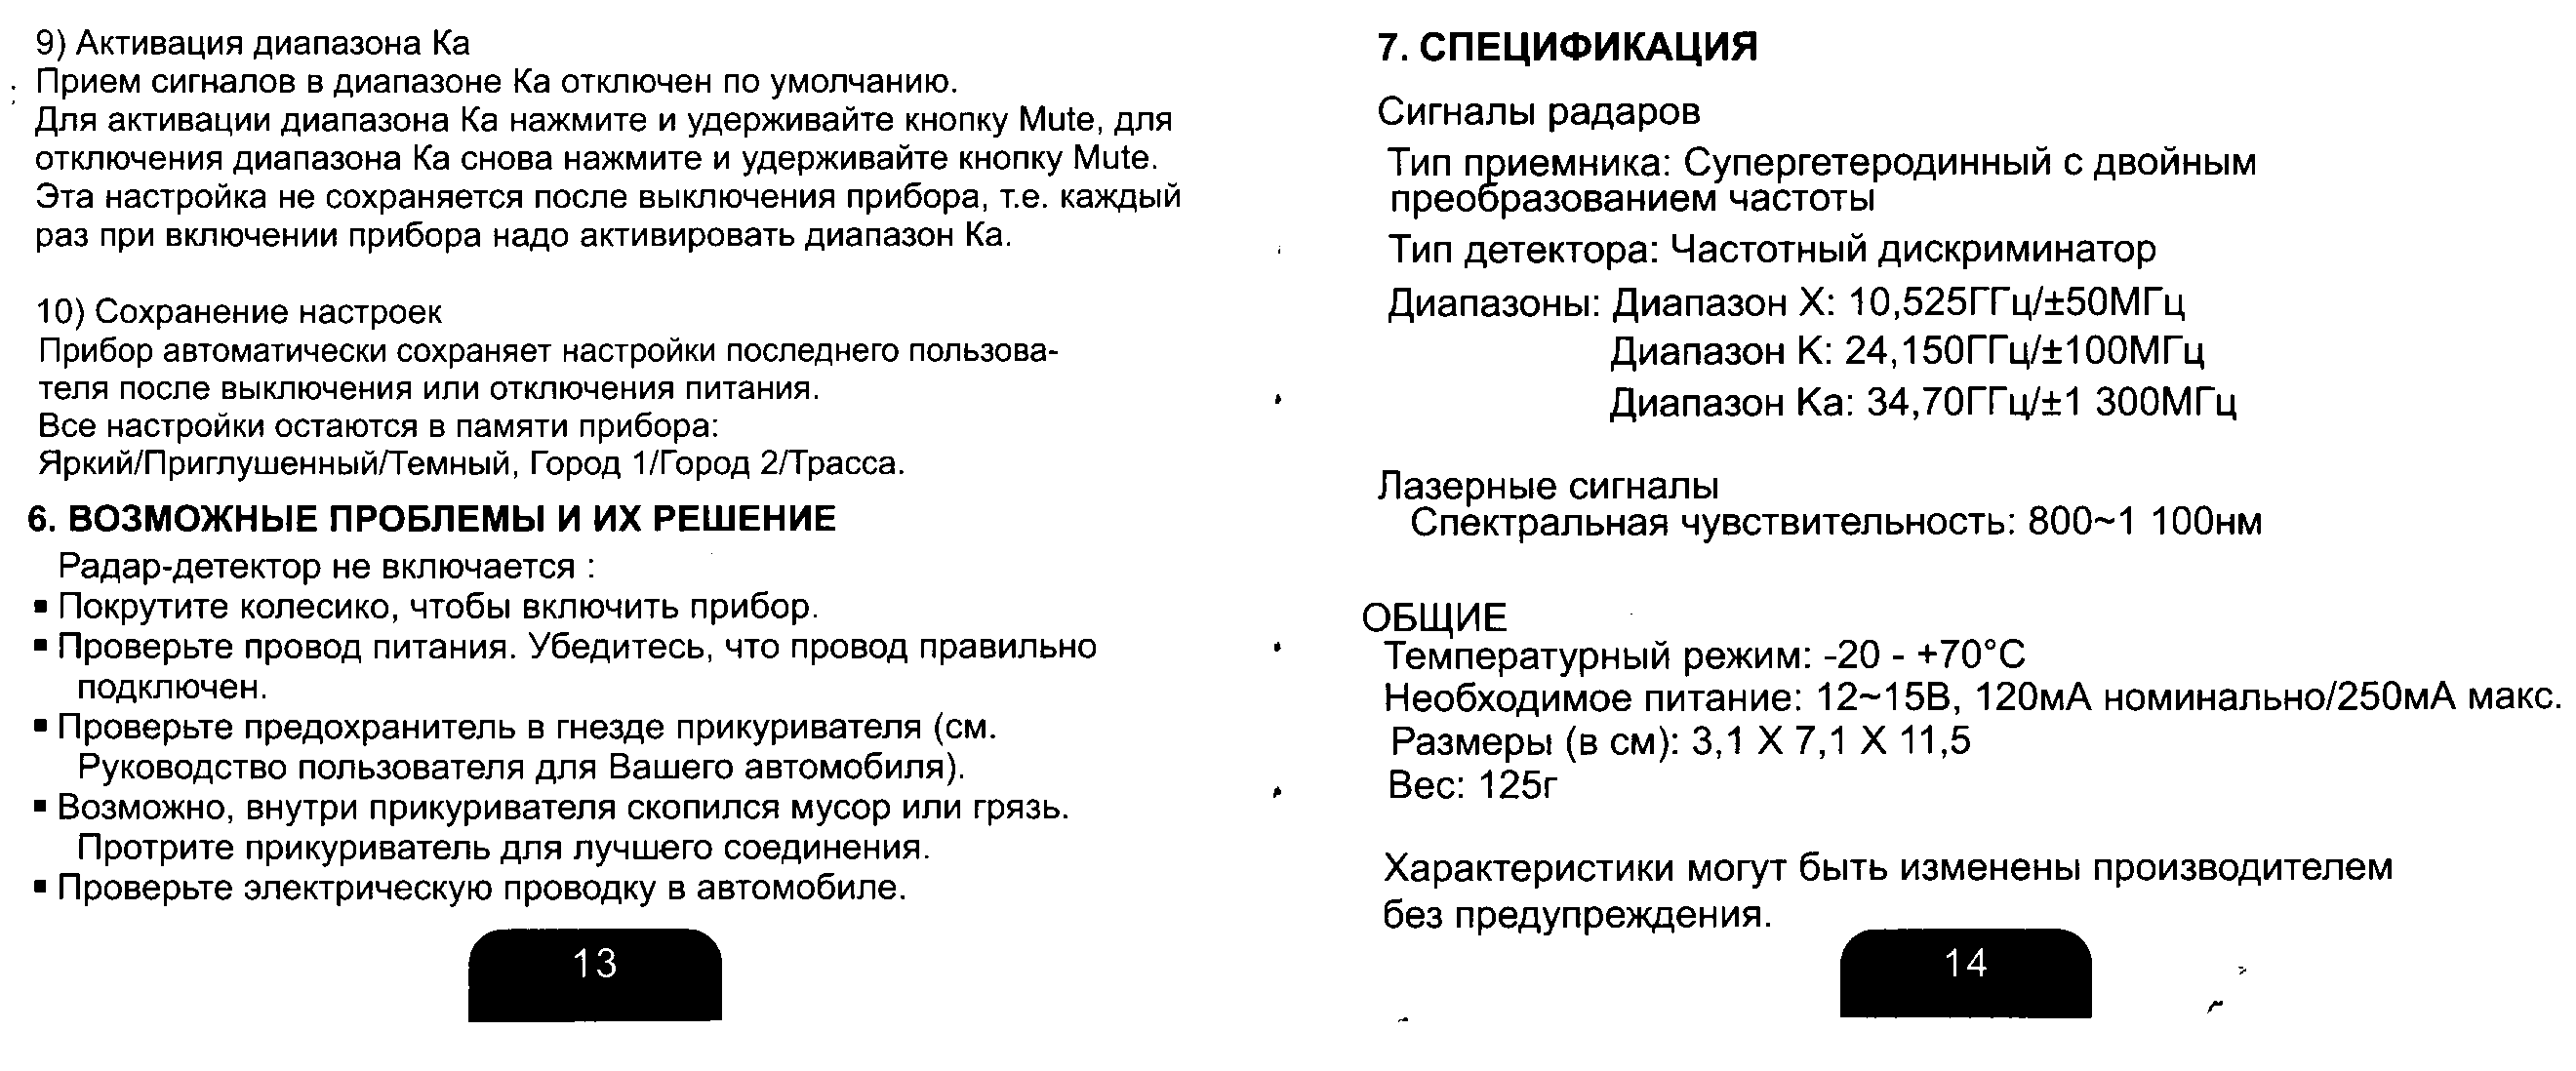 9) Активация диапазона Ка
Прием сигналов в диапазоне Ка отключен по умолчанию.
Для активации диапазона Ка нажмите и удерживайте кнопку Mute, для
отключения диапазона Ка снова нажмите и удерживайте кнопку Mute.
Эта настройка не сохраняется после выключения прибора, т.е. каждый
раз при включении прибора надо активировать диапазон Ка.
10) Сохранение настроек
Прибор автоматически сохраняет настройки последнего пользова-
теля после выключения или отключения питания.
Все настройки остаются в памяти прибора:
Яркий/Приглушенный/Темный, Город 1/Город 2/Трасса.
6. ВОЗМОЖНЫЕ ПРОБЛЕМЫ И ИХ РЕШЕНИЕ
Радар-детектор не включается :
▪ Покрутите колесико, чтобы включить прибор.
▪ Проверьте провод питания. Убедитесь, что провод правильно
подключен.
▪ Проверьте предохранитель в гнезде прикуривателя (см.
Руководство пользователя для Вашего автомобиля).
▪ Возможно, внутри прикуривателя скопился мусор или грязь.
Протрите прикуриватель для лучшего соединения.
▪ Проверьте электрическую проводку в автомобиле.
13
7. СПЕЦИФИКАЦИЯ
Сигналы радаров
Тип приемника: Супергетеродинный с двойным
преобразованием частоты
Тип детектора: Частотный дискриминатор
Диапазоны: Диапазон X: 10,525ГГц/±50МГц
Диапазон K: 24,150ГГц/±100МГц
Диапазон Ka: 34,70ГГц/±1 300МГц
Лазерные сигналы
Спектральная чувствительность: 800~1 100нм
ОБЩИЕ
Температурный режим: -20 - +70°С
Необходимое питание: 12~15В, 120мА номинально/250мА макс.
Размеры (в см): 3,1 X 7,1 X 11,5
Вес: 125г
Характеристики могут быть изменены производителем
без предупреждения.
14